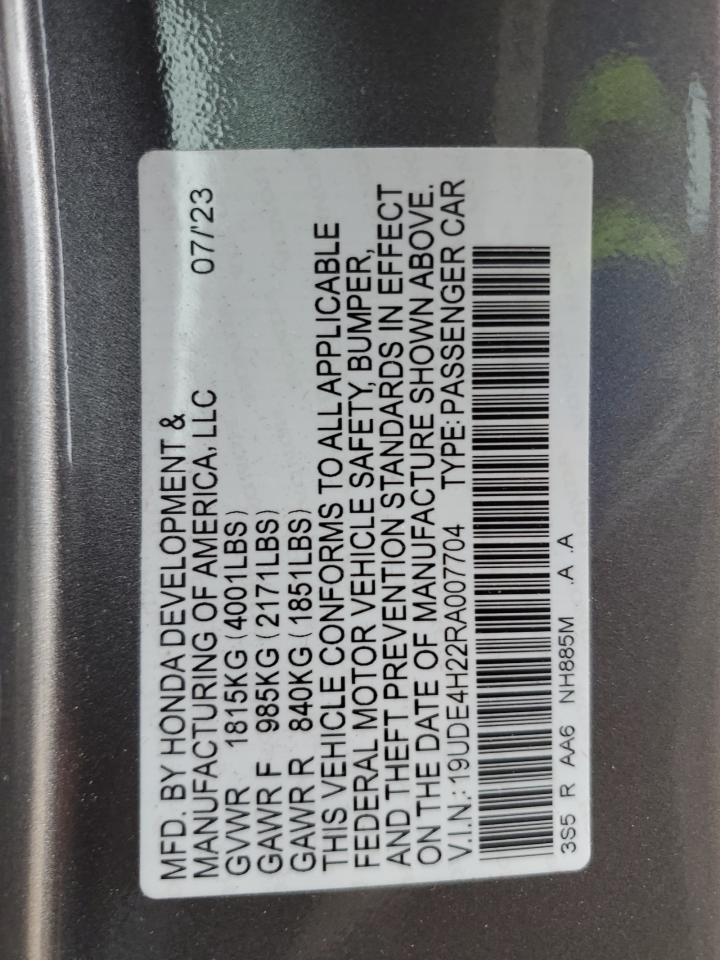 MFD. BY HONDA DEVELOPMENT &
MANUFACTURING OF AMERICA, LLC 07/'23
GVWR 1815KG (4001LBS)
GAWR F 985KG (2171LBS)
GAWR R 840KG (1851LBS)
THIS VEHICLE CONFORMS TO ALL APPLICABLE
FEDERAL MOTOR VEHICLE SAFETY, BUMPER,
AND THEFT PREVENTION STANDARDS IN EFFECT
ON THE DATE OF MANUFACTURE SHOWN ABOVE.
V.I.N.: 19UDE4H22RA007704 TYPE: PASSENGER CAR
3S5 R AA6 NH885M .A .A